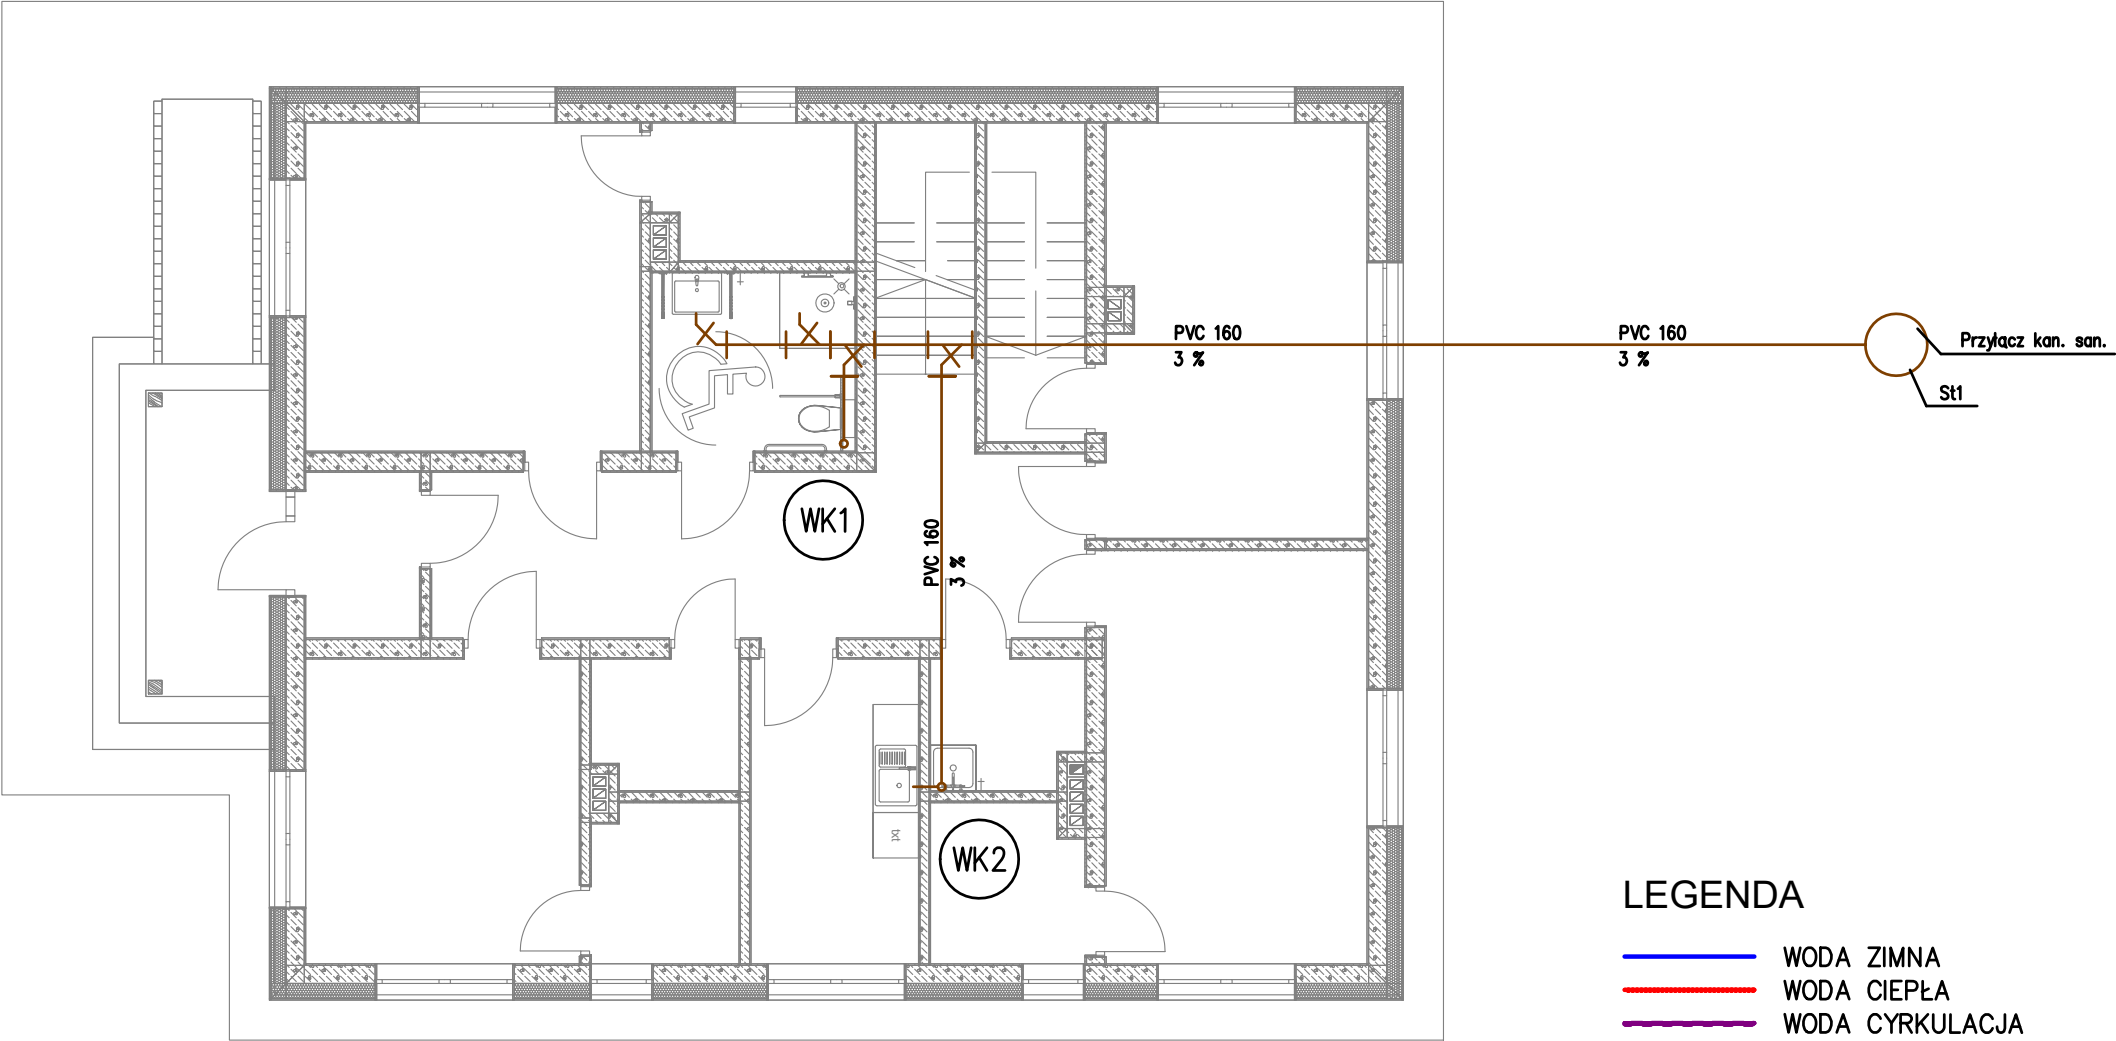 PVC 160
3 %
PVC 160
3 %
Przyłącz kan. san.
St1
WK1
PVC 160
3 %
txt
WK2
LEGENDA
WODA ZIMNA
WODA CIEPŁA
WODA CYRKULACJA